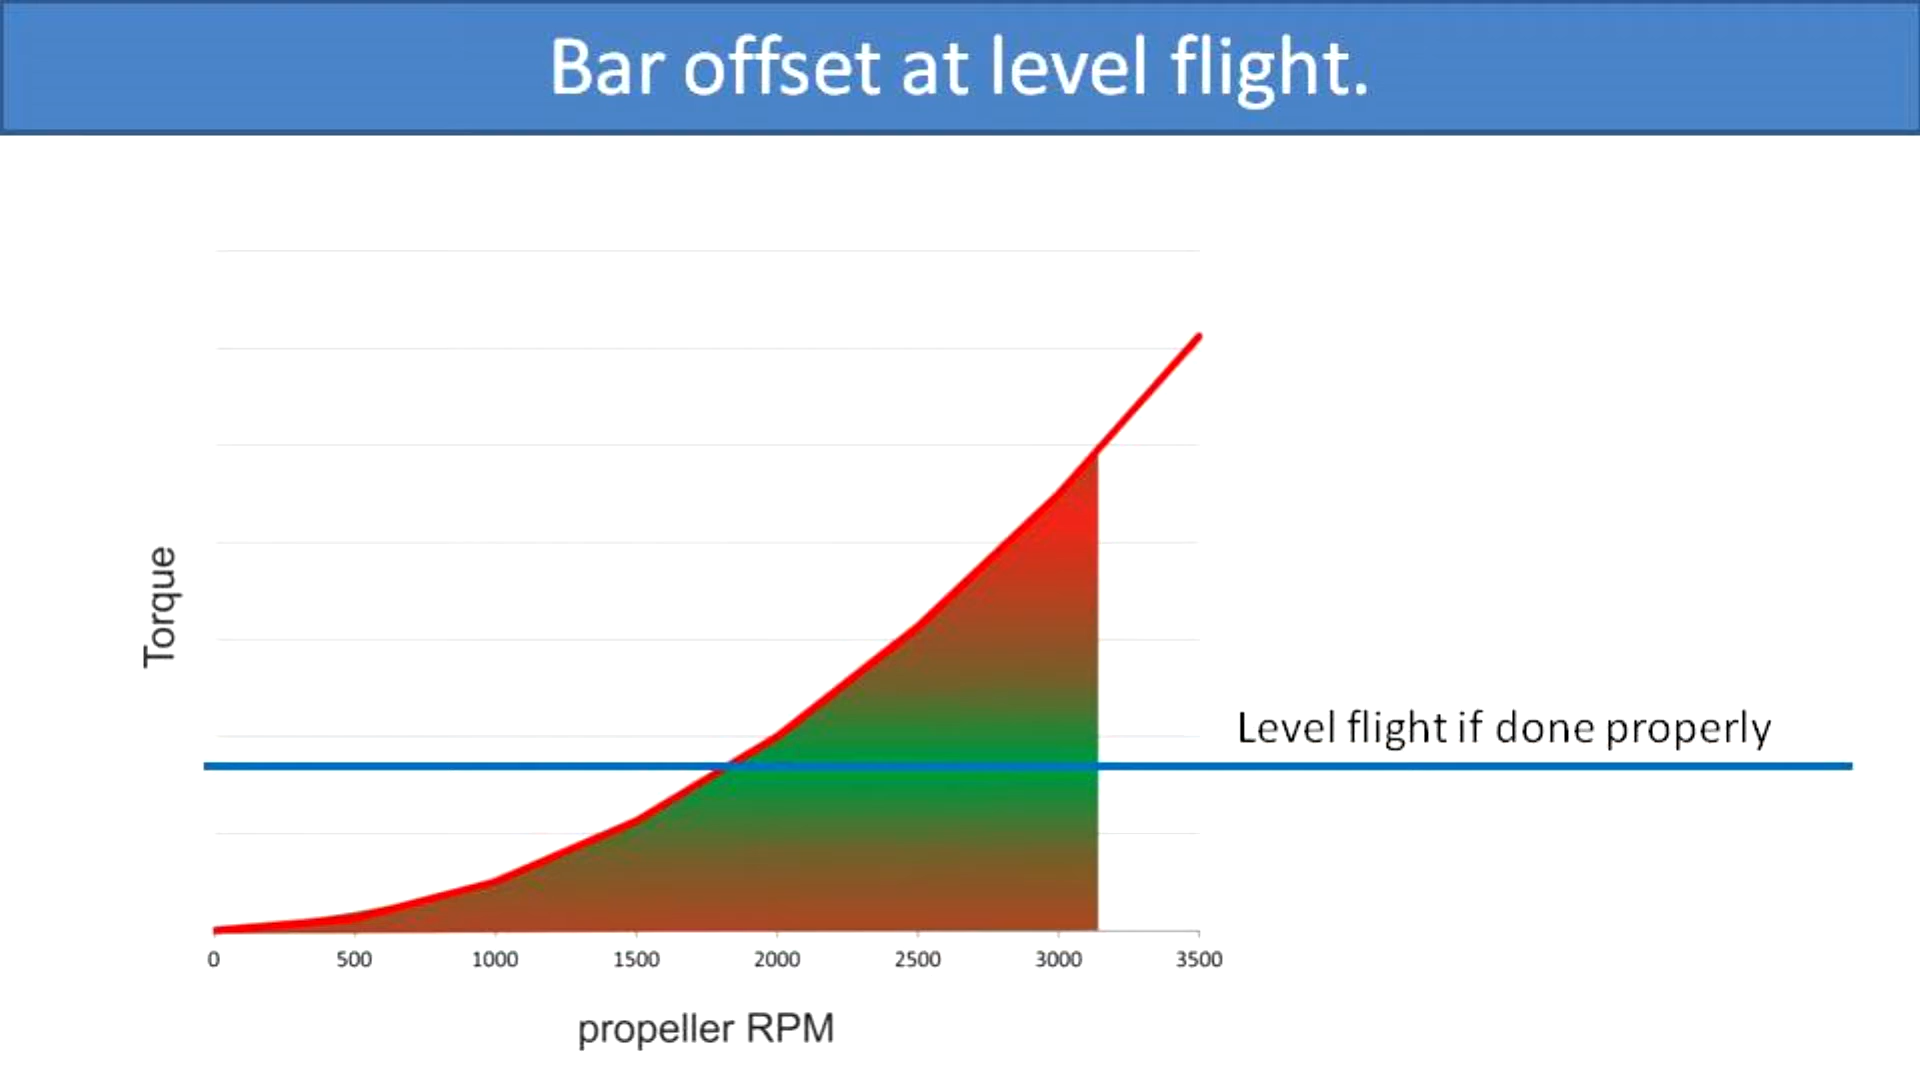 Bar offset at level flight.
Torque
Level flight if done properly
0 500 1000 1500 2000 2500 3000 3500
propeller RPM